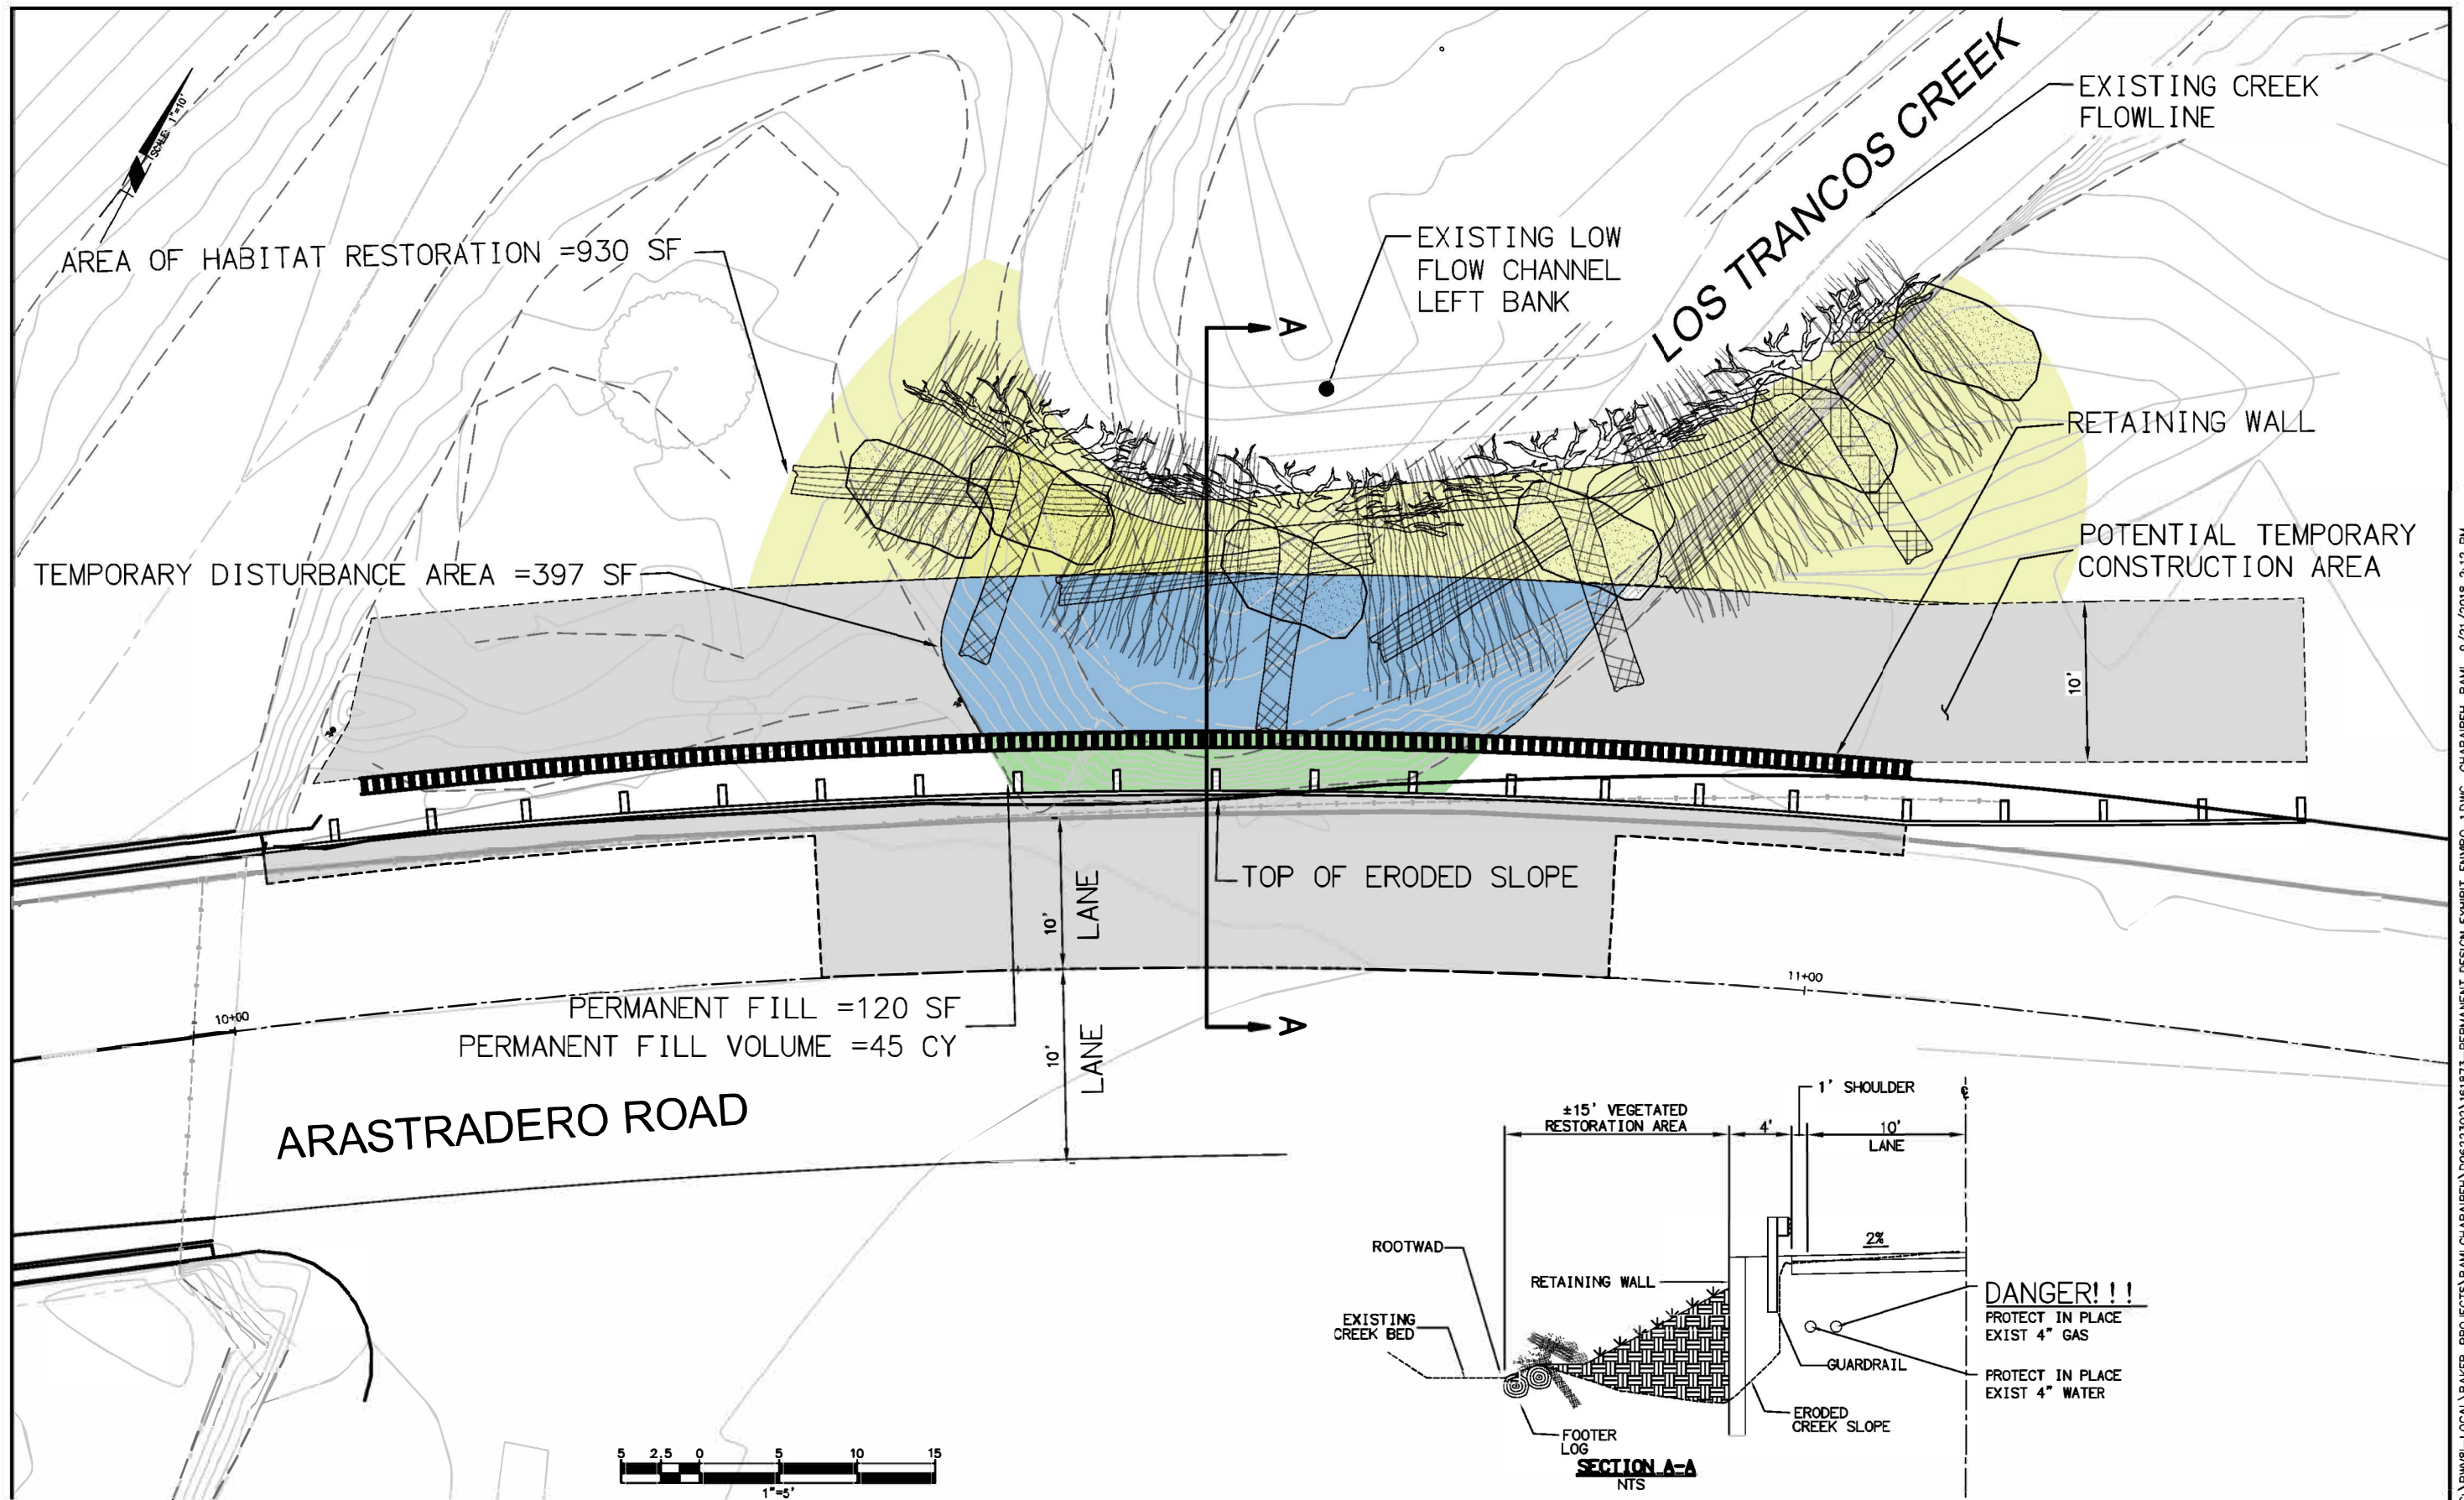 SCALE: 1"=10'
AREA OF HABITAT RESTORATION =930 SF
EXISTING LOW
FLOW CHANNEL
LEFT BANK
LOS TRANCOS CREEK
EXISTING CREEK
FLOWLINE
A
RETAINING WALL
POTENTIAL TEMPORARY
CONSTRUCTION AREA
TEMPORARY DISTURBANCE AREA =397 SF
10'
TOP OF ERODED SLOPE
10'
LANE
10'
LANE
10+00
11+00
PERMANENT FILL =120 SF
PERMANENT FILL VOLUME =45 CY
A
ARASTRADERO ROAD
±15' VEGETATED
RESTORATION AREA
4'
1' SHOULDER
10'
LANE
2%
ROOTWAD
RETAINING WALL
EXISTING
CREEK BED
DANGER!!!
PROTECT IN PLACE
EXIST 4" GAS
GUARDRAIL
PROTECT IN PLACE
EXIST 4" WATER
ERODED
CREEK SLOPE
FOOTER
LOG
SECTION A-A
NTS
5 2.5 0 5 10 15
1"=5'